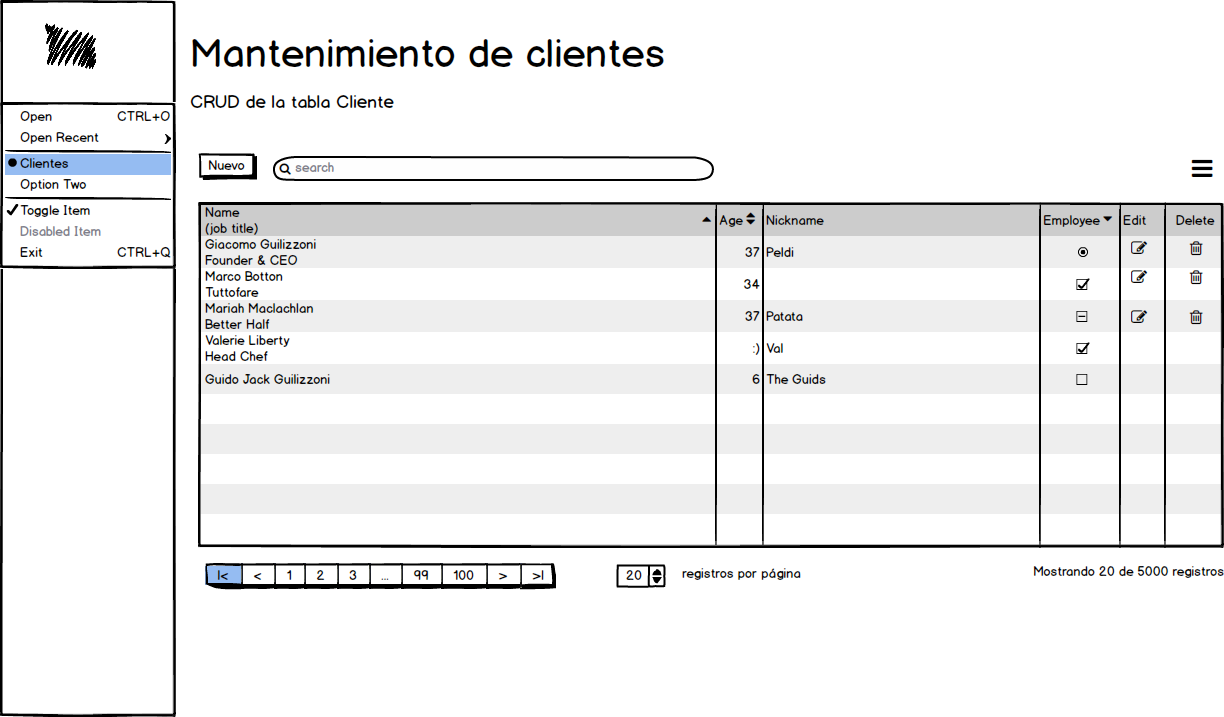 Mantenimiento de clientes
CRUD de la tabla Cliente
Open CTRL+O
Open Recent
Clientes
Option Two
Toggle Item
Disabled Item
Exit CTRL+Q
Nuevo search
Name
(job title) Age Nickname Employee Edit Delete
Giacomo Guilizzoni
Founder & CEO 37 Peldi
Marco Botton
Tuttofare 34
Mariah Maclachlan
Better Half 37 Patata
Valerie Liberty
Head Chef :) Val
Guido Jack Guilizzoni 6 The Guids
|< < 1 2 3 ... 99 100 > >| 20 registros por página Mostrando 20 de 5000 registros